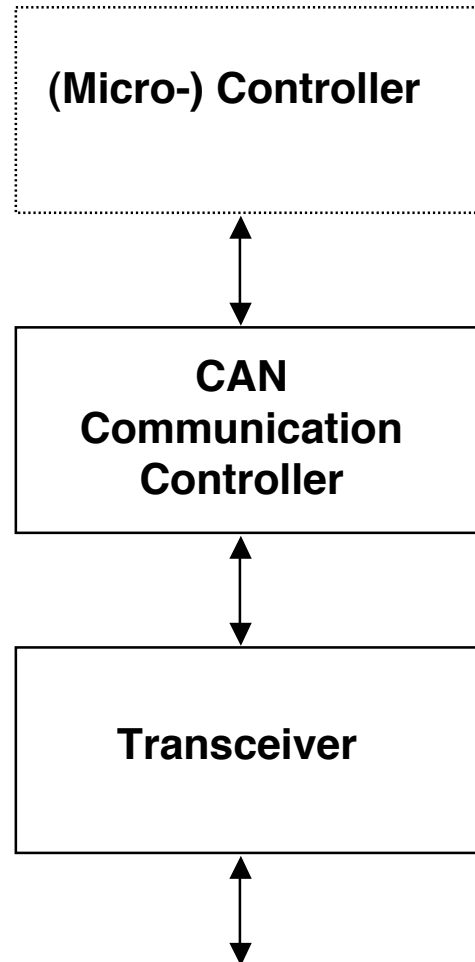 (Micro-) Controller
CAN
Communication
Controller
Transceiver